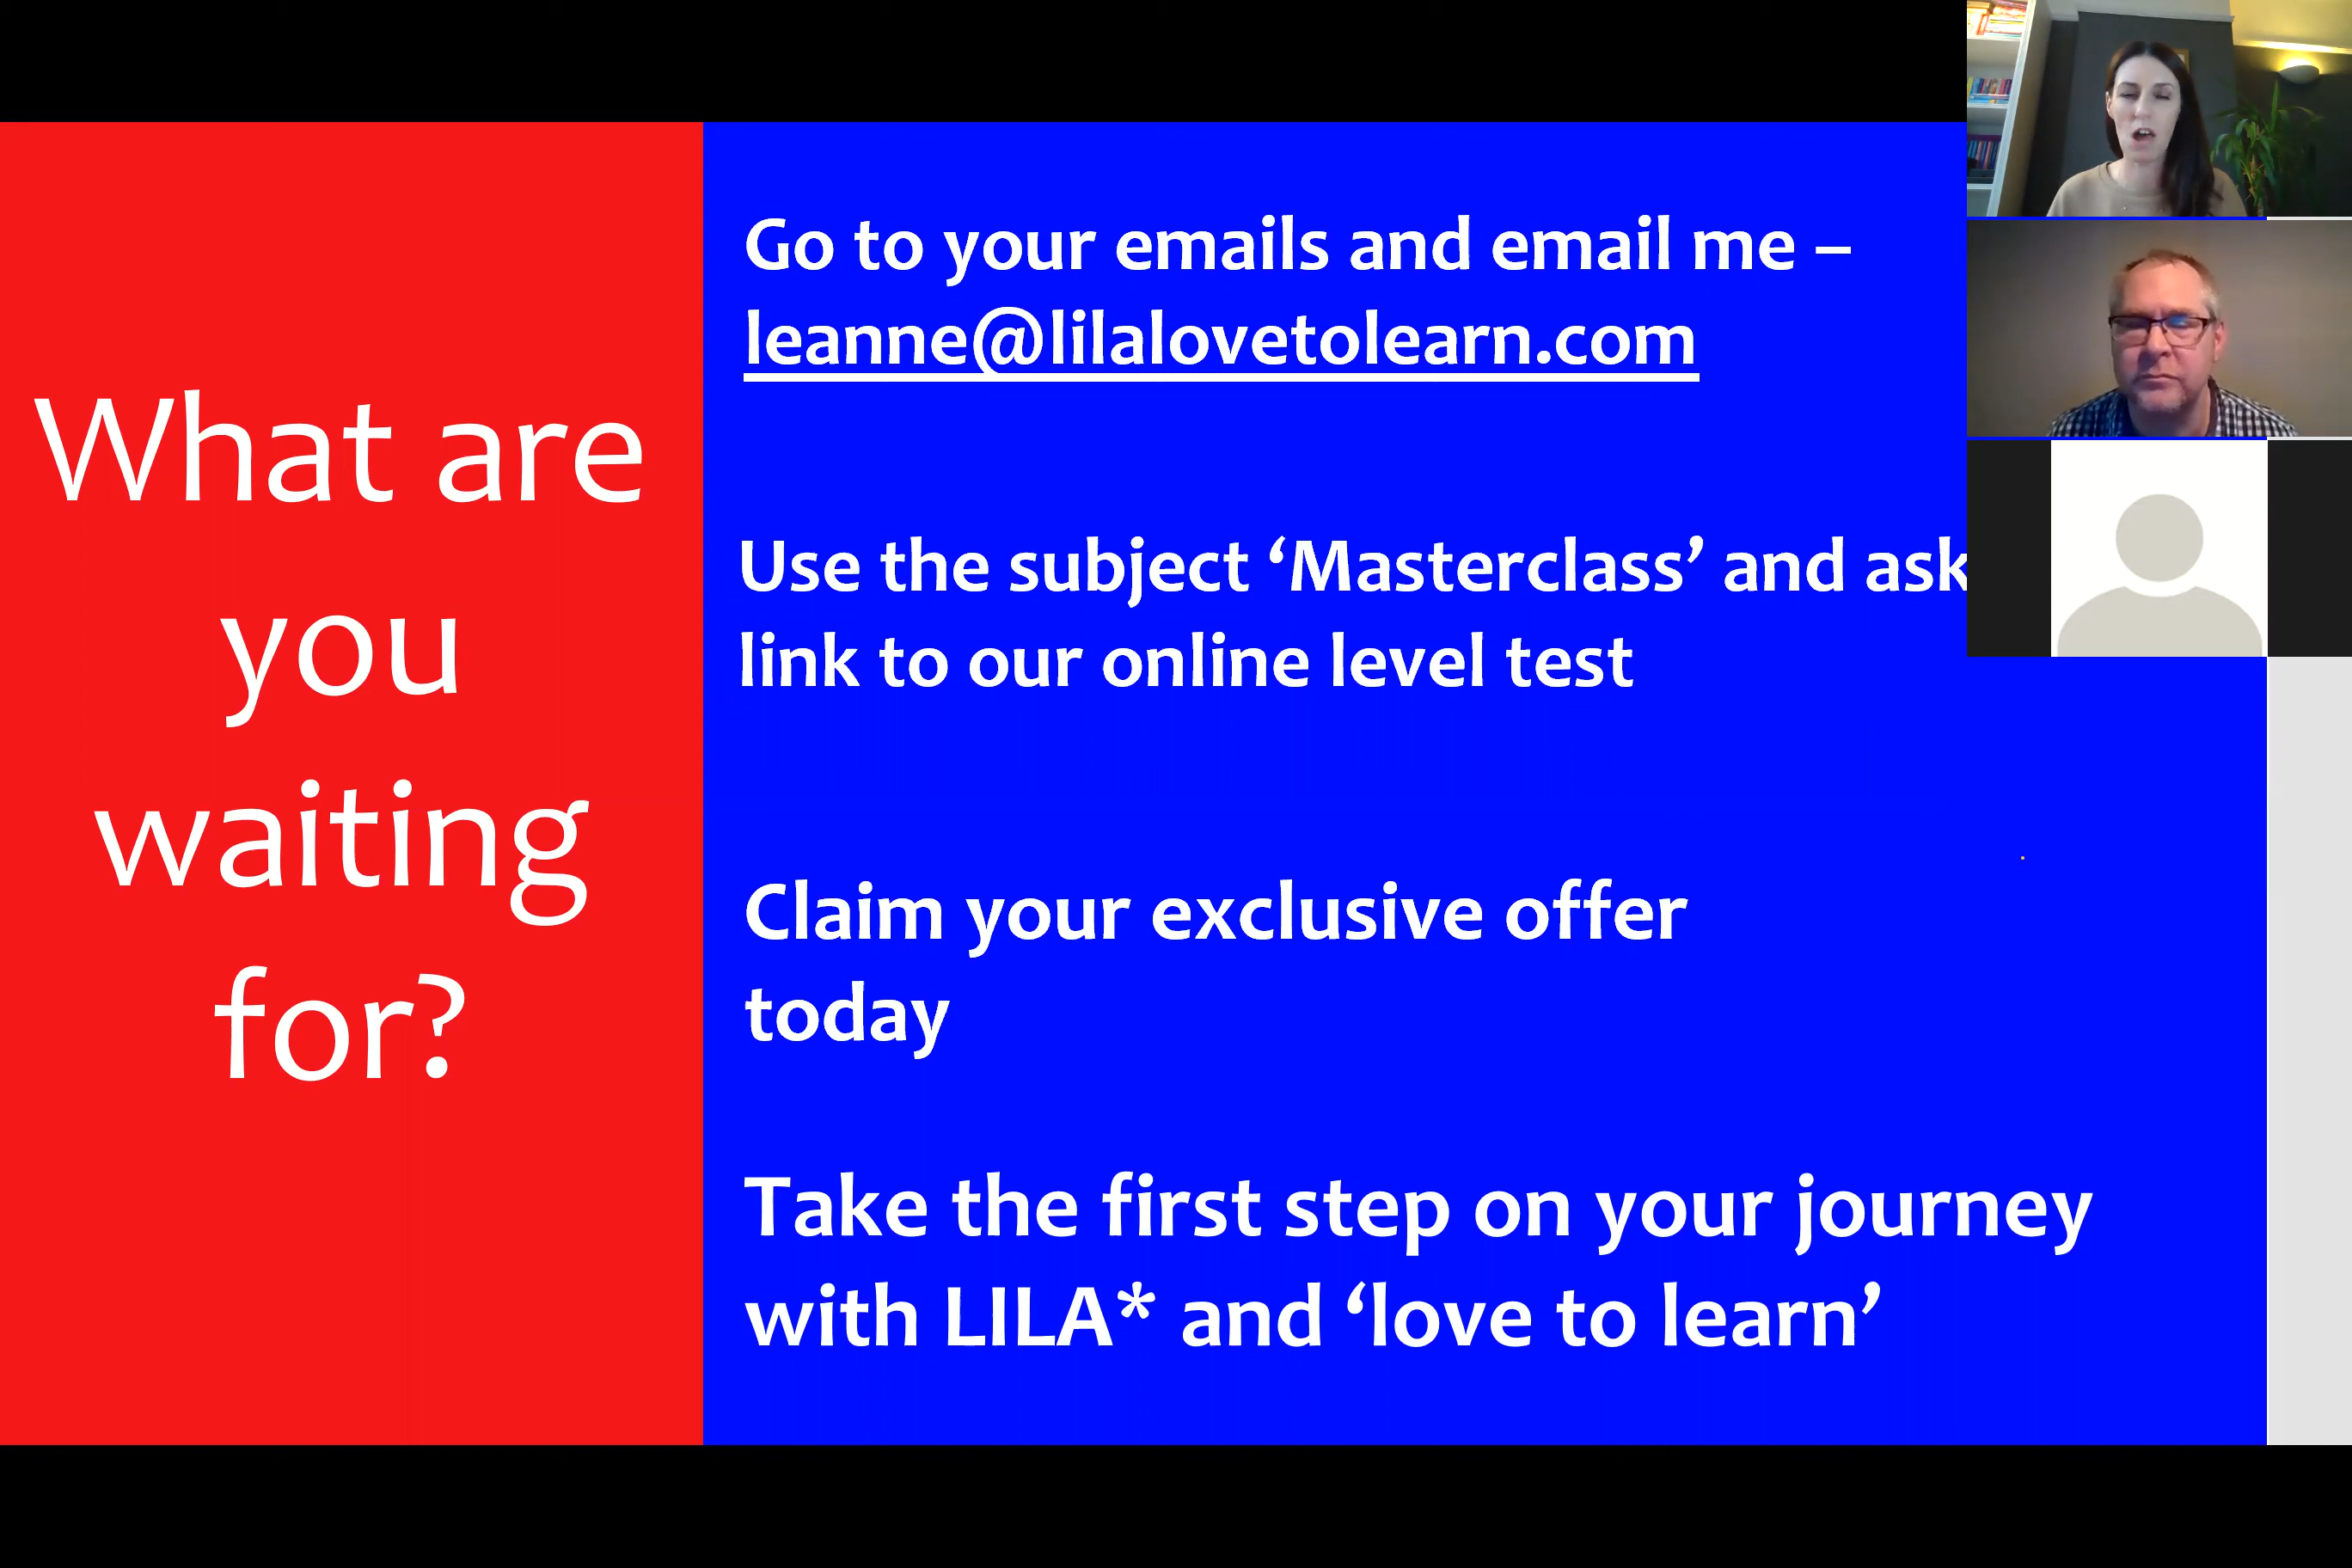 What are
you
waiting
for?
Go to your emails and email me –
leanne@lilalovetolearn.com
Use the subject ‘Masterclass’ and ask
link to our online level test
Claim your exclusive offer
today
Take the first step on your journey
with LILA* and ‘love to learn’